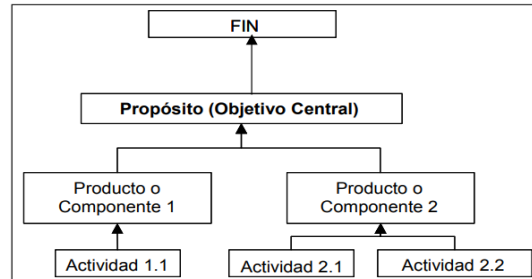 FIN
Propósito (Objetivo Central)
Producto o
Componente 1
Producto o
Componente 2
Actividad 1.1
Actividad 2.1
Actividad 2.2